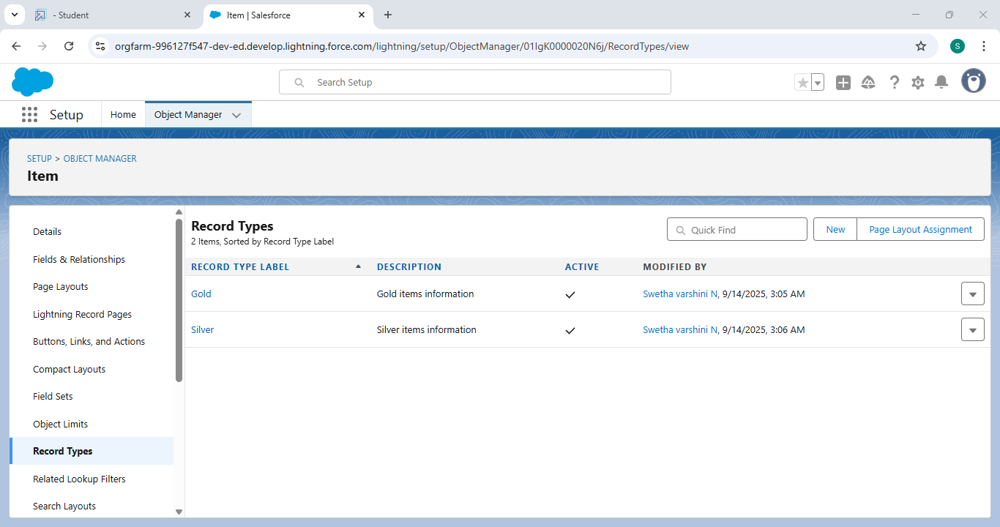 - Student
Item | Salesforce
orgfarm-996127f547-dev-ed.develop.lightning.force.com/lightning/setup/ObjectManager/01IgK0000020N6j/RecordTypes/view
S
Search Setup
Setup
Home
Object Manager
SETUP > OBJECT MANAGER
Item
Details
Fields & Relationships
Page Layouts
Lightning Record Pages
Buttons, Links, and Actions
Compact Layouts
Field Sets
Object Limits
Record Types
Related Lookup Filters
Search Layouts
Record Types
2 Items, Sorted by Record Type Label
Quick Find
New
Page Layout Assignment
RECORD TYPE LABEL DESCRIPTION ACTIVE MODIFIED BY
Gold Gold items information Swetha varshini N, 9/14/2025, 3:05 AM
Silver Silver items information Swetha varshini N, 9/14/2025, 3:06 AM